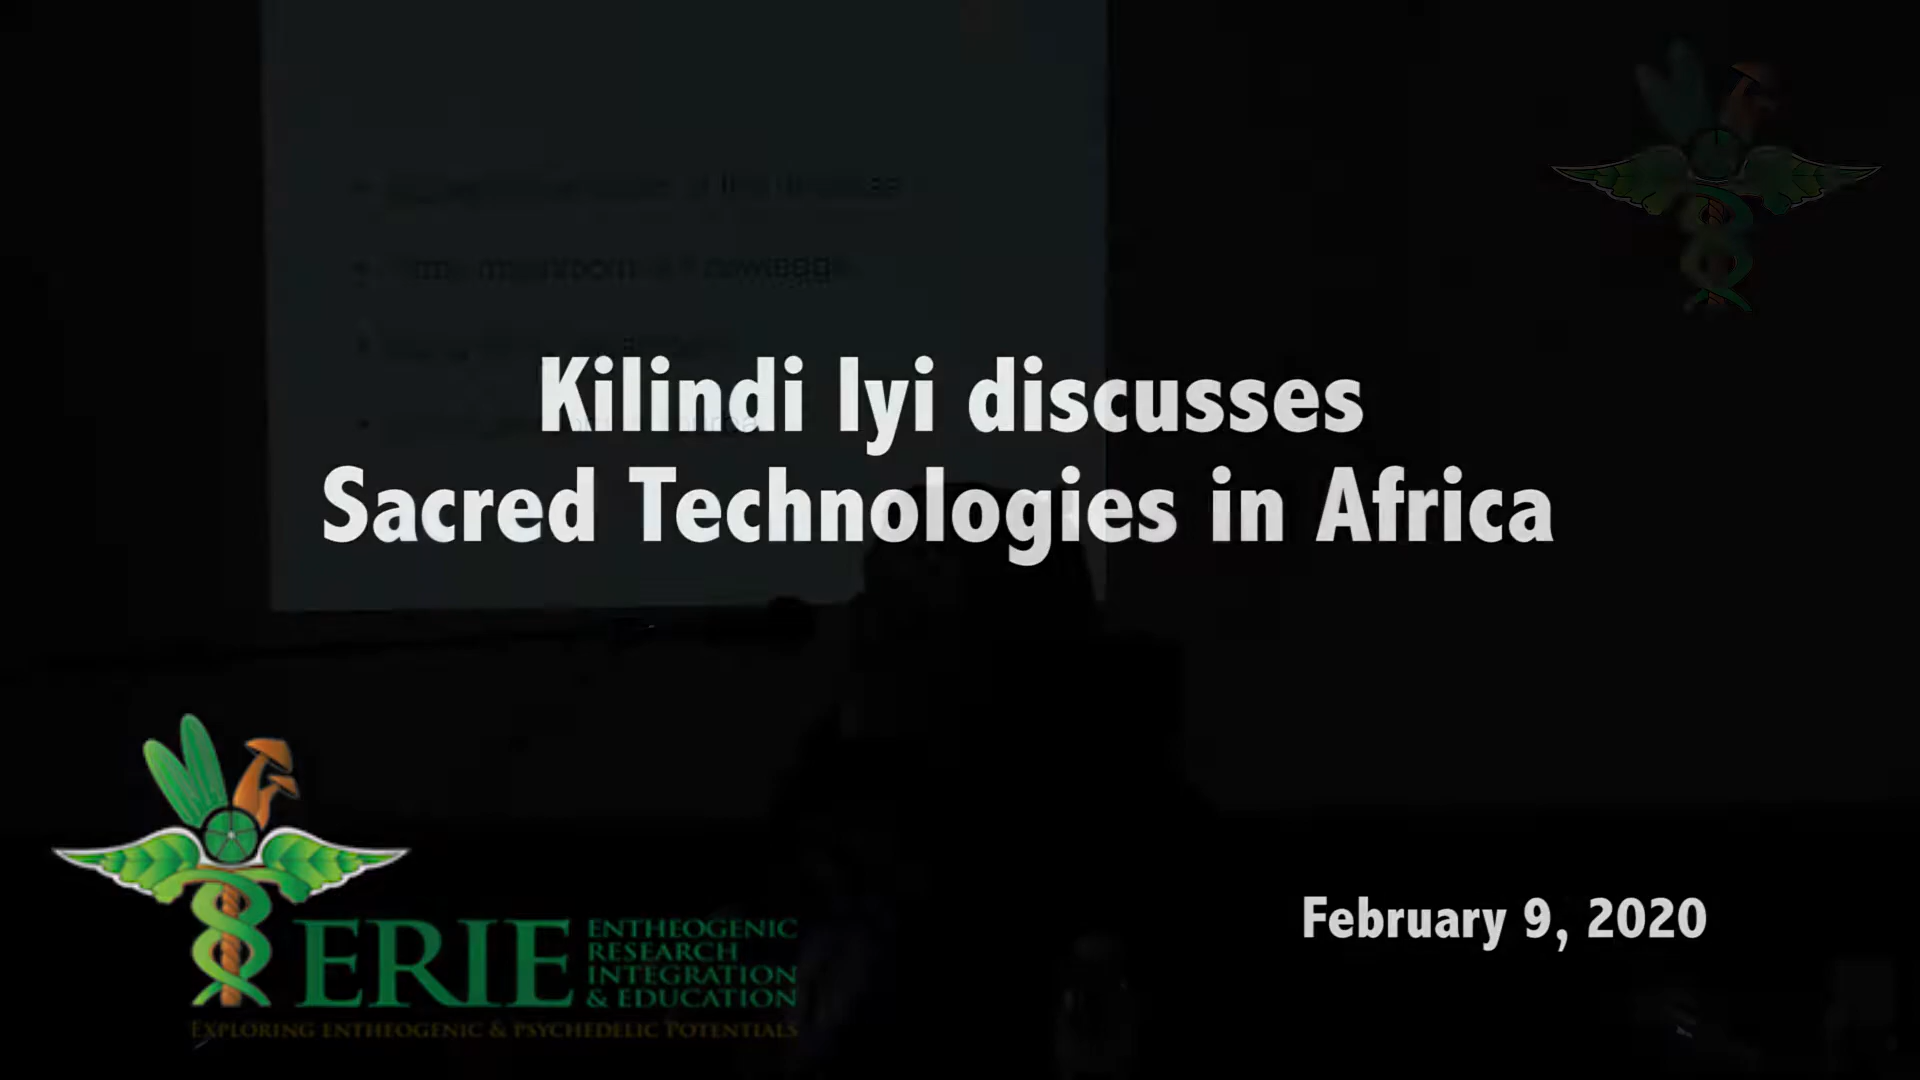 Kilindi Iyi discusses
Sacred Technologies in Africa
February 9, 2020
ERIE
ENTHEOGENIC
RESEARCH
INTEGRATION
& EDUCATION
EXPLORING ENTHEOGENIC & PSYCHEDELIC POTENTIALS